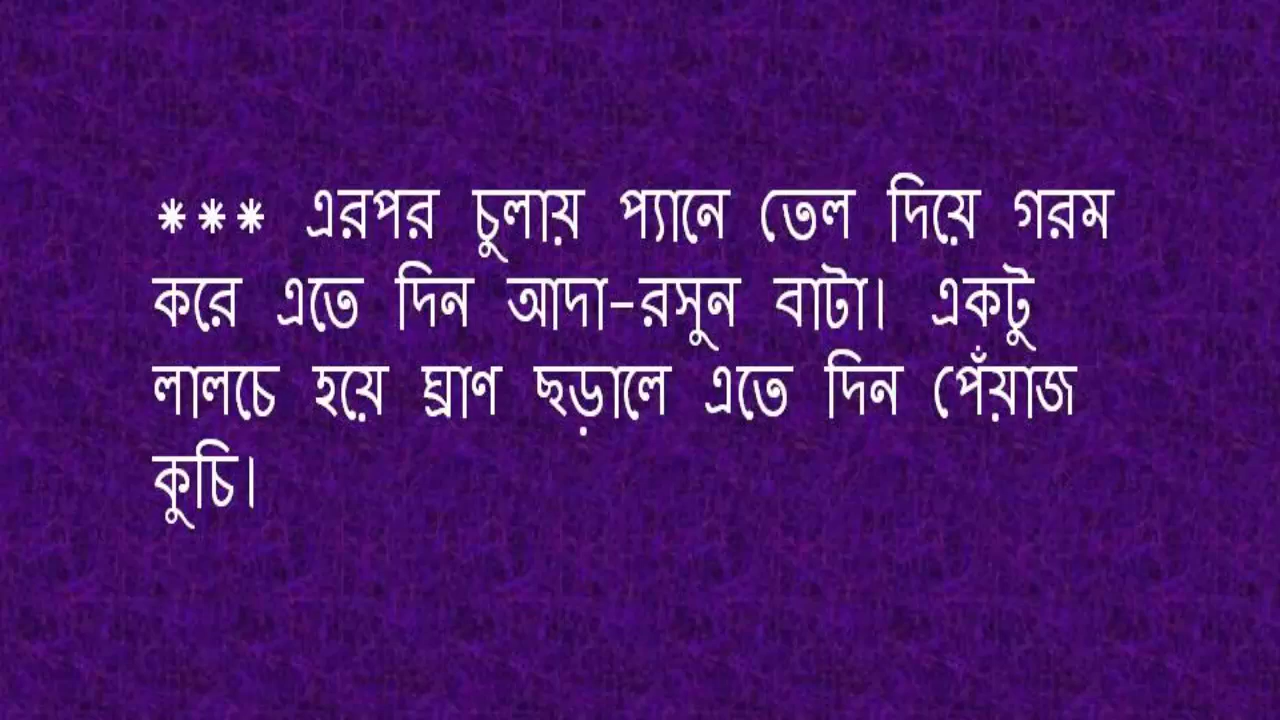 *** এরপর চুলায় প্যানে তেল দিয়ে গরম
করে এতে দিন আদা-রসুন বাটা। একটু
লালচে হয়ে ঘ্রাণ ছড়ালে এতে দিন পেঁয়াজ
কুচি।